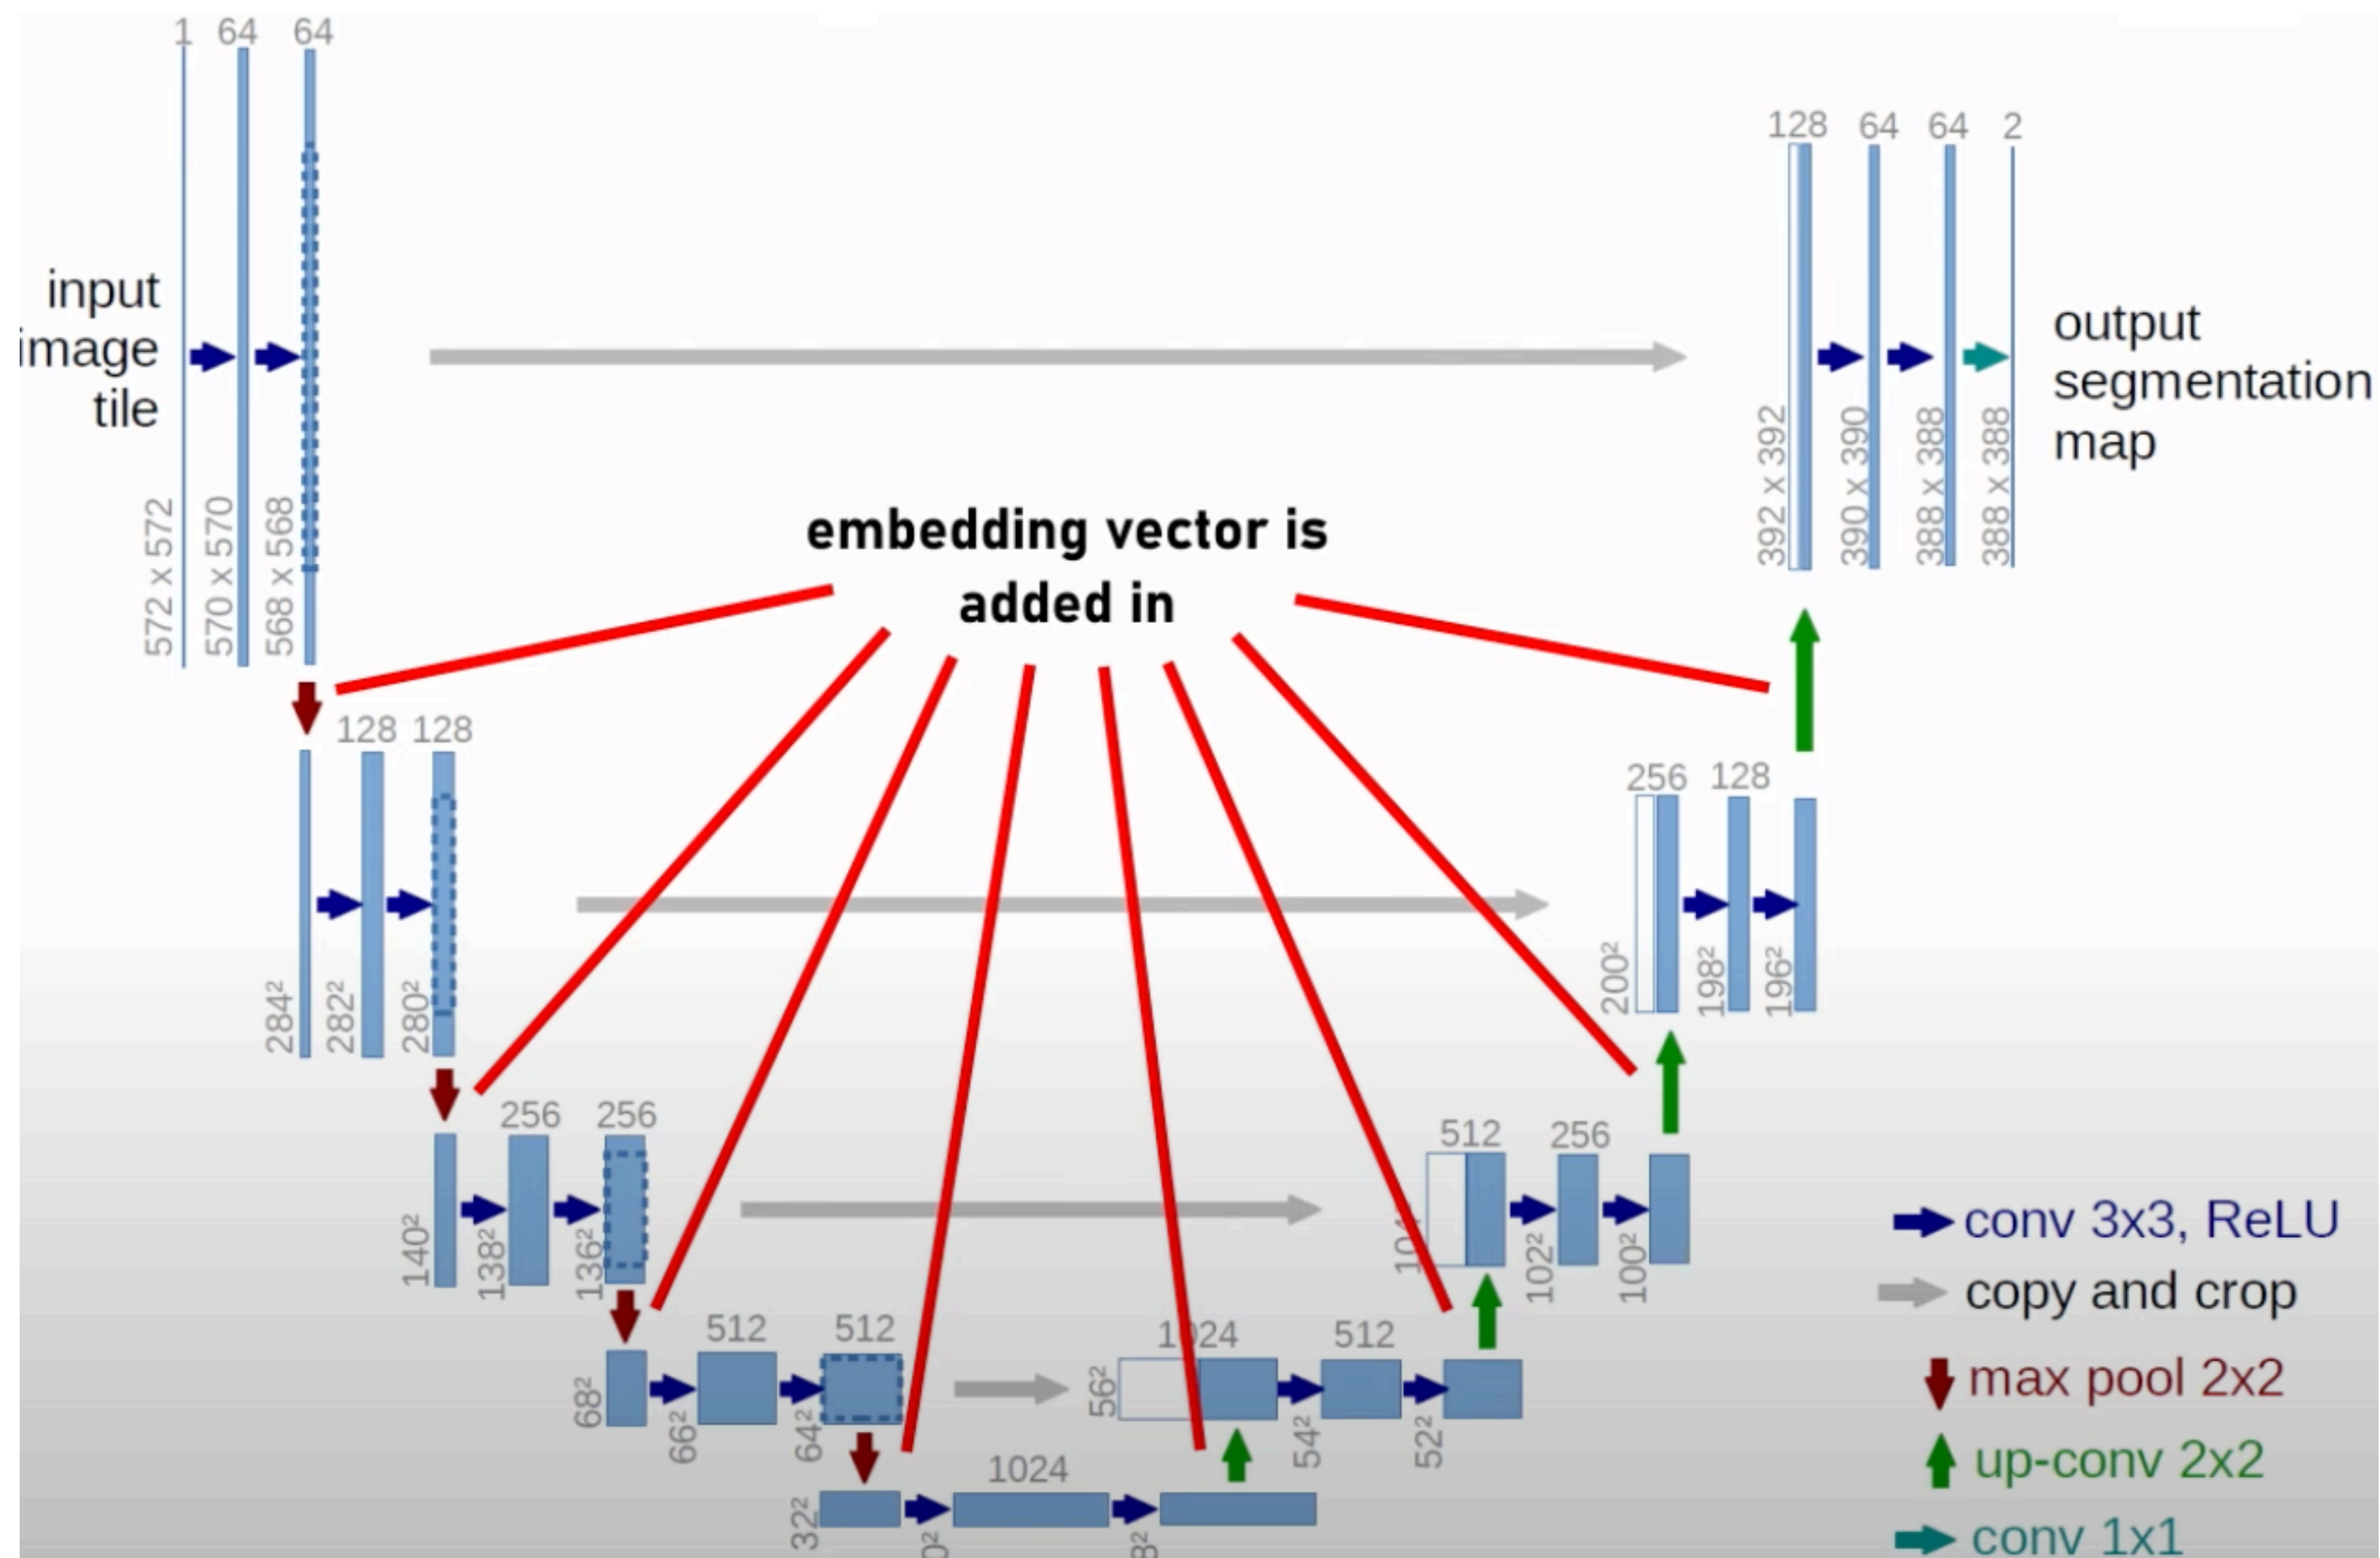 1 64 64
128 64 64 2
input
image
tile
572 x 572
570 x 570
568 x 568
392 x 392
390 x 390
388 x 388
388 x 388
output
segmentation
map
embedding vector is
added in
128 128
256 128
284²
282²
280²
200²
198²
196²
256 256
512 256
140²
138²
136²
102²
100²
512 512
1024 512
68²
66²
64²
56²
54²
52²
1024
32²
conv 3x3, ReLU
copy and crop
max pool 2x2
up-conv 2x2
conv 1x1